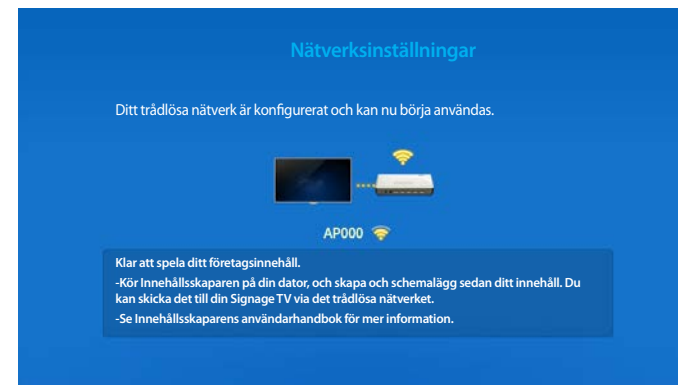 Nätverksinställningar
Ditt trådlösa nätverk är konfigurerat och kan nu börja användas.
AP000
Klar att spela ditt företagsinnehåll.
-Kör Innehållsskaparen på din dator, och skapa och schemalägg sedan ditt innehåll. Du
kan skicka det till din Signage TV via det trådlösa nätverket.
-Se Innehållsskaparens användarhandbok för mer information.